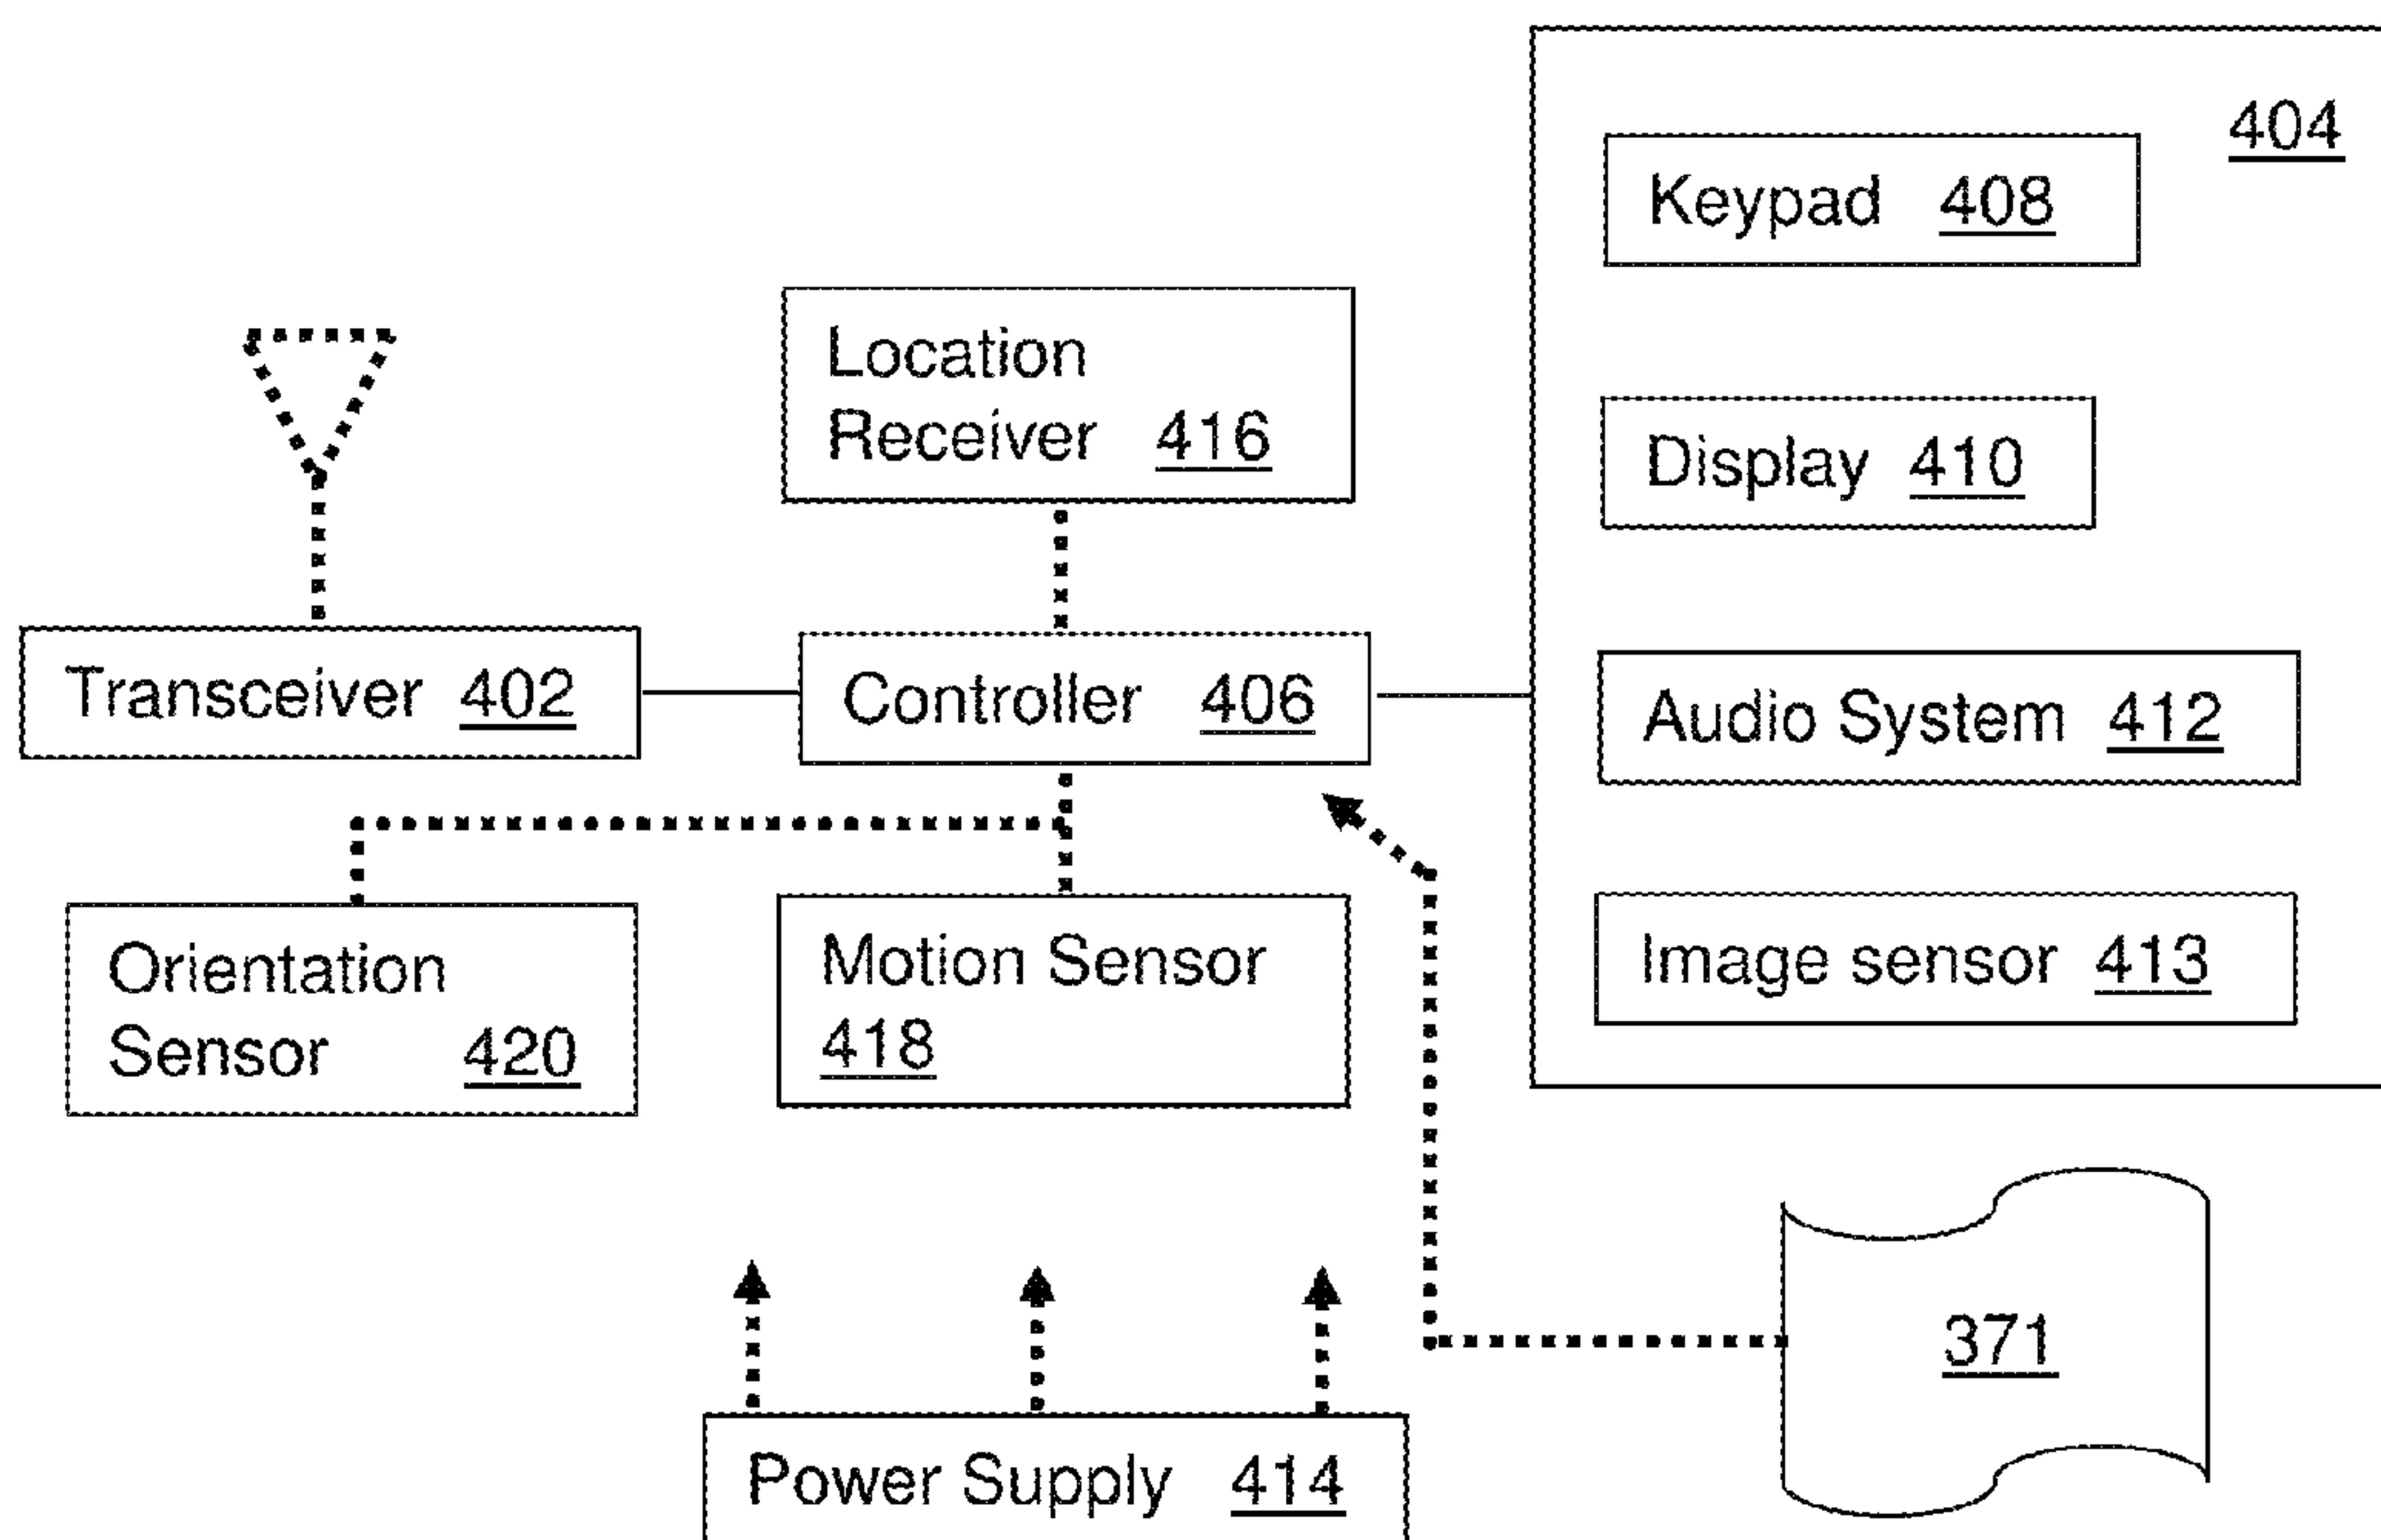 404
Keypad 408
Location
Receiver 416
Display 410
Transceiver 402
Controller 406
Audio System 412
Orientation
Sensor 420
Motion Sensor
418
Image sensor 413
371
Power Supply 414